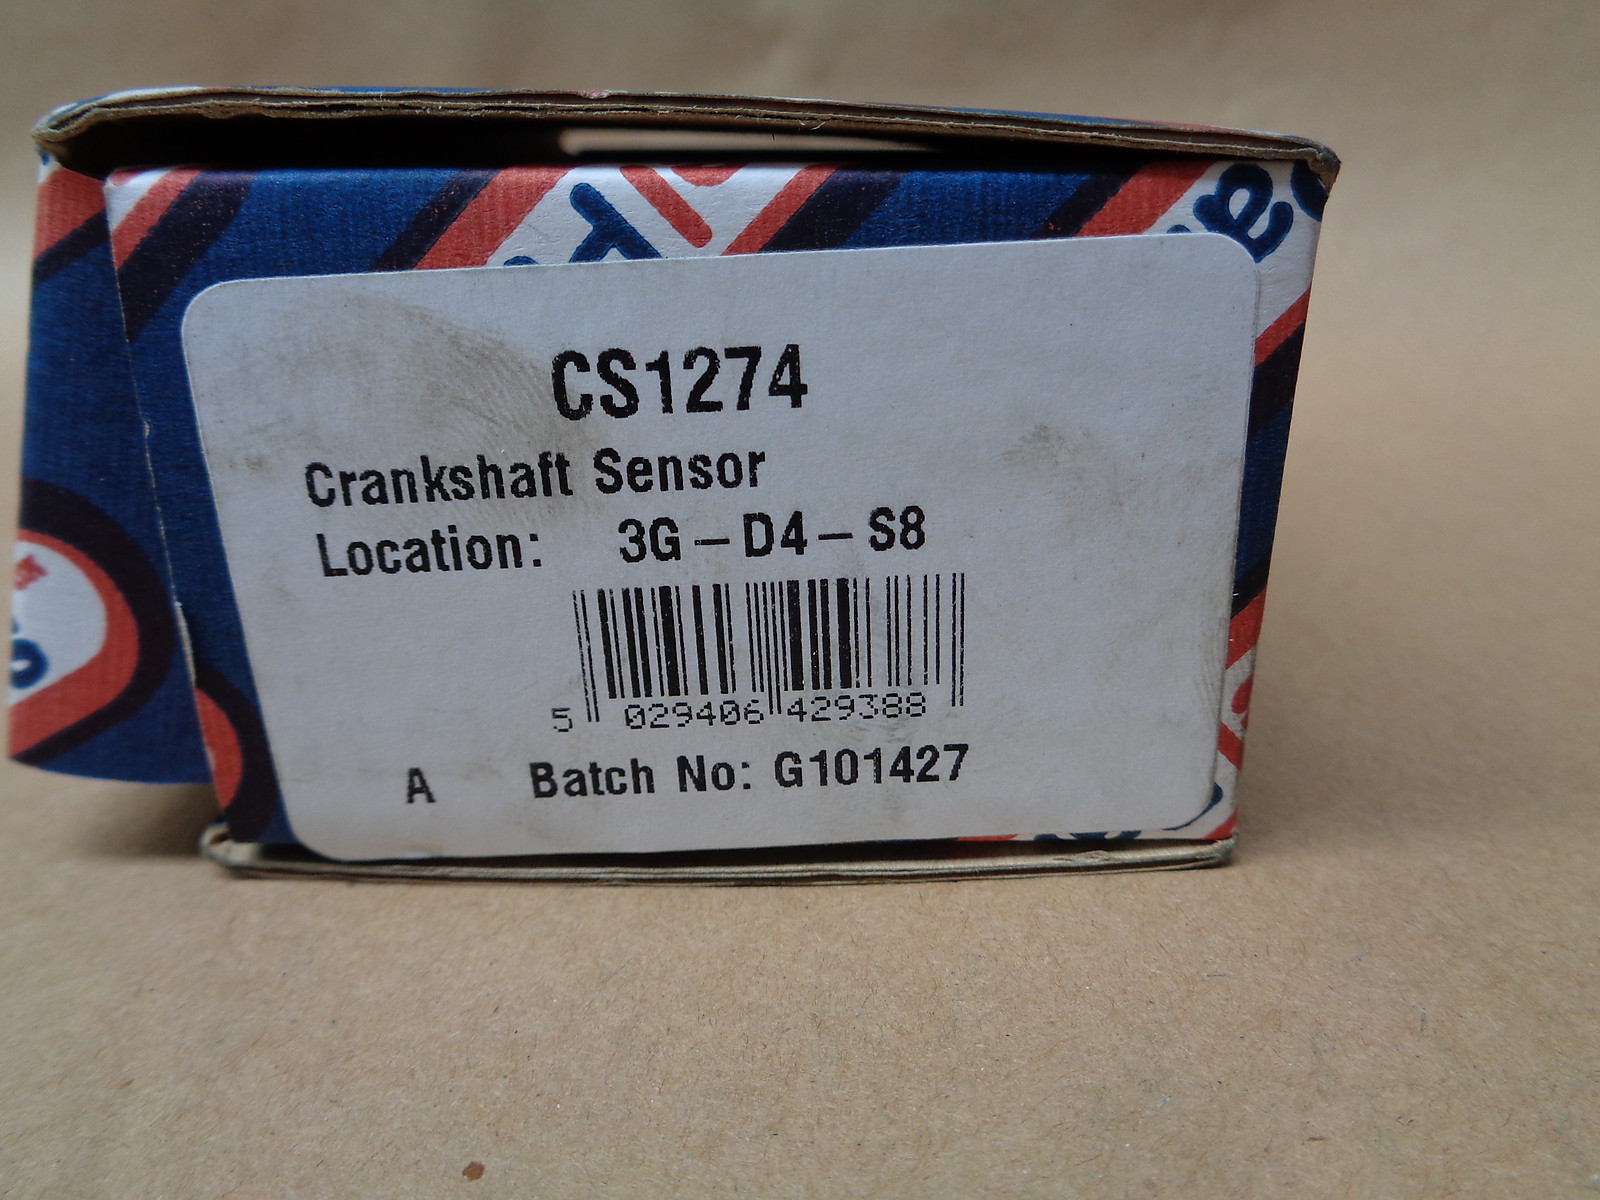 CS1274
Crankshaft Sensor
Location: 3G – D4 – S8
5 029406 429388
A Batch No: G101427